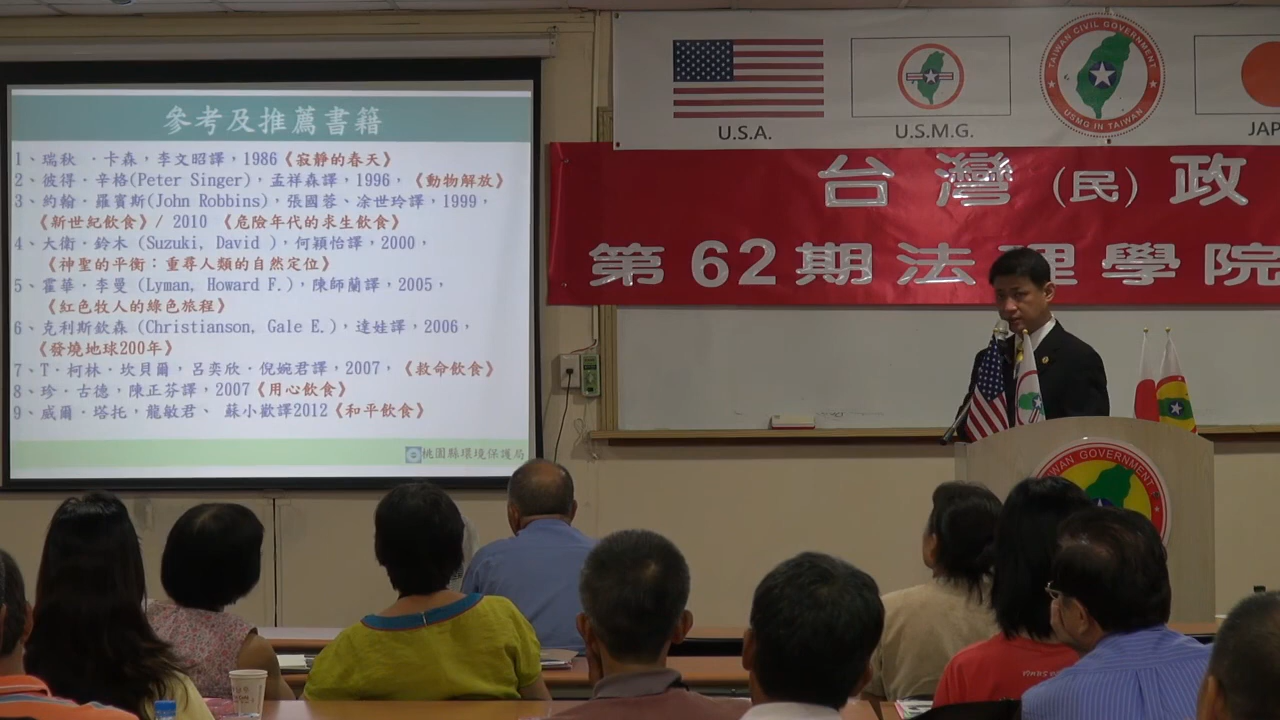 參考及推薦書籍
1、瑞秋 ‧卡森，李文昭譯，1986《寂靜的春天》
2、彼得‧辛格(Peter Singer)，孟祥森譯，1996，《動物解放》
3、約翰‧羅賓斯(John Robbins)，張國蓉、凃世玲譯，1999，
《新世紀飲食》/ 2010 《危險年代的求生飲食》
4、大衛‧鈴木 (Suzuki, David )，何穎怡譯，2000，
《神聖的平衡：重尋人類的自然定位》
5、霍華‧李曼 (Lyman, Howard F.)，陳師蘭譯，2005，
《紅色牧人的綠色旅程》
6、克利斯欽森 (Christianson, Gale E.)，達娃譯，2006，
《發燒地球200年》
7、T‧柯林‧坎貝爾，呂奕欣‧倪婉君譯，2007，《救命飲食》
8、珍‧古德，陳正芬譯，2007《用心飲食》
9、威爾‧塔托，龍敏君、 蘇小歡譯2012《和平飲食》
桃園縣環境保護局
U.S.A.
U.S.M.G.
TAIWAN CIVIL GOVERNMENT
USMG IN TAIWAN
JAP
台灣(民)政
第62期法理學院
TAIWAN GOVERNMENT